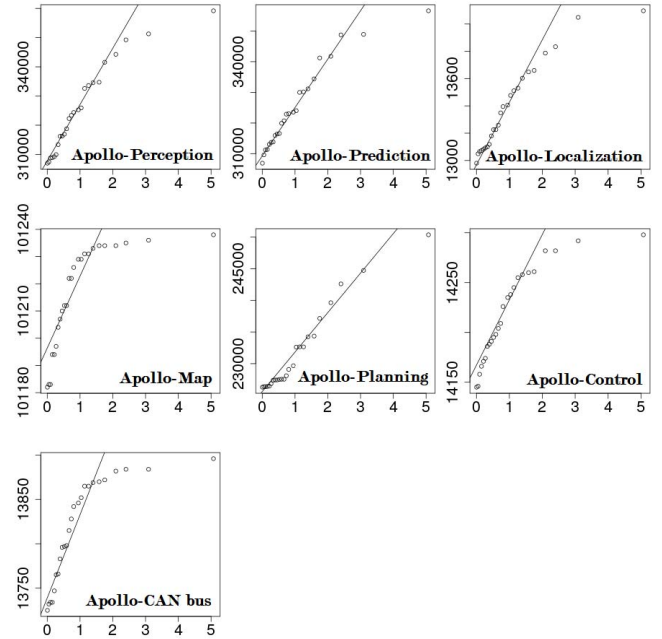 340000
310000
Apollo-Perception
0 1 2 3 4 5
340000
310000
Apollo-Prediction
0 1 2 3 4 5
13600
13000
Apollo-Localization
0 1 2 3 4 5
101240
101210
101180
Apollo-Map
0 1 2 3 4 5
245000
230000
Apollo-Planning
0 1 2 3 4 5
14250
14150
Apollo-Control
0 1 2 3 4 5
13850
13750
Apollo-CAN bus
0 1 2 3 4 5